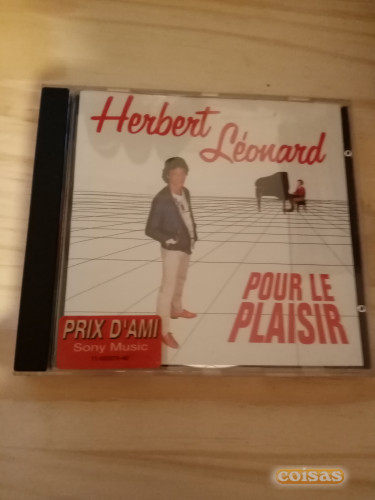 Herbert
Léonard
POUR LE
PLAISIR
PRIX D'AMI
Sony Music
coisas